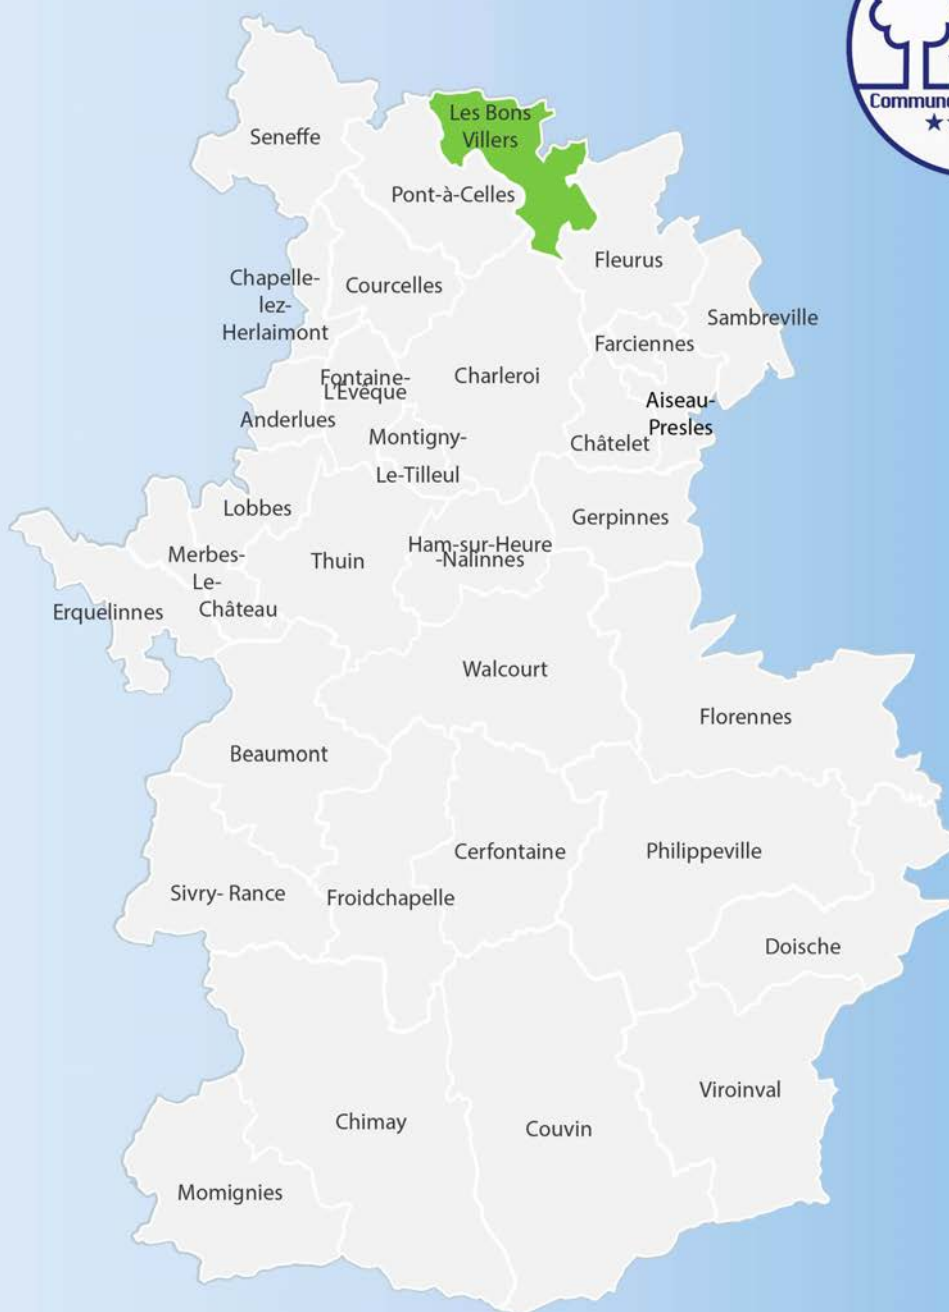 Commune
★
Seneffe
Les Bons
Villers
Pont-à-Celles
Fleurus
Chapelle-
lez-
Herlaimont
Courcelles
Sambreville
Farciennes
Charleroi
Fontaine-
L'Evêque
Anderlues
Aiseau-
Presles
Montigny-
Le-Tilleul
Châtelet
Lobbes
Gerpinnes
Ham-sur-Heure
-Nalinnes
Thuin
Merbes-
Le-
Château
Erquelinnes
Walcourt
Florennes
Beaumont
Cerfontaine
Philippeville
Sivry- Rance
Froidchapelle
Doische
Viroinval
Chimay
Couvin
Momignies